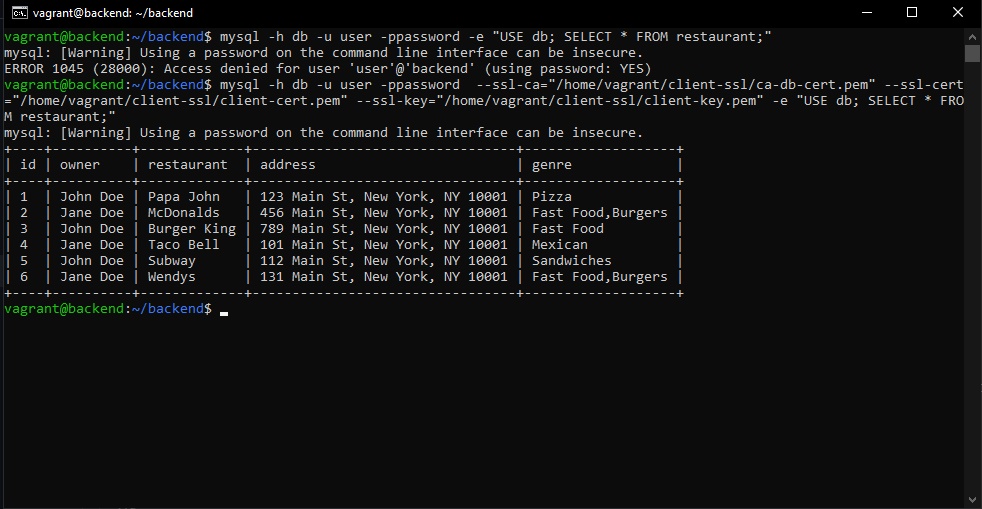 vagrant@backend: ~/backend
vagrant@backend:~/backend$ mysql -h db -u user -ppassword -e "USE db; SELECT * FROM restaurant;"
mysql: [Warning] Using a password on the command line interface can be insecure.
ERROR 1045 (28000): Access denied for user 'user'@'backend' (using password: YES)
vagrant@backend:~/backend$ mysql -h db -u user -ppassword  --ssl-ca="/home/vagrant/client-ssl/ca-db-cert.pem" --ssl-cert
="/home/vagrant/client-ssl/client-cert.pem" --ssl-key="/home/vagrant/client-ssl/client-key.pem" -e "USE db; SELECT * FRO
M restaurant;"
mysql: [Warning] Using a password on the command line interface can be insecure.
+----+----------+-------------+---------------------------------+-------------------+
| id | owner    | restaurant  | address                         | genre             |
+----+----------+-------------+---------------------------------+-------------------+
| 1  | John Doe | Papa John   | 123 Main St, New York, NY 10001 | Pizza             |
| 2  | Jane Doe | McDonalds   | 456 Main St, New York, NY 10001 | Fast Food,Burgers |
| 3  | John Doe | Burger King | 789 Main St, New York, NY 10001 | Fast Food         |
| 4  | Jane Doe | Taco Bell   | 101 Main St, New York, NY 10001 | Mexican           |
| 5  | John Doe | Subway      | 112 Main St, New York, NY 10001 | Sandwiches        |
| 6  | Jane Doe | Wendys      | 131 Main St, New York, NY 10001 | Fast Food,Burgers |
+----+----------+-------------+---------------------------------+-------------------+
vagrant@backend:~/backend$